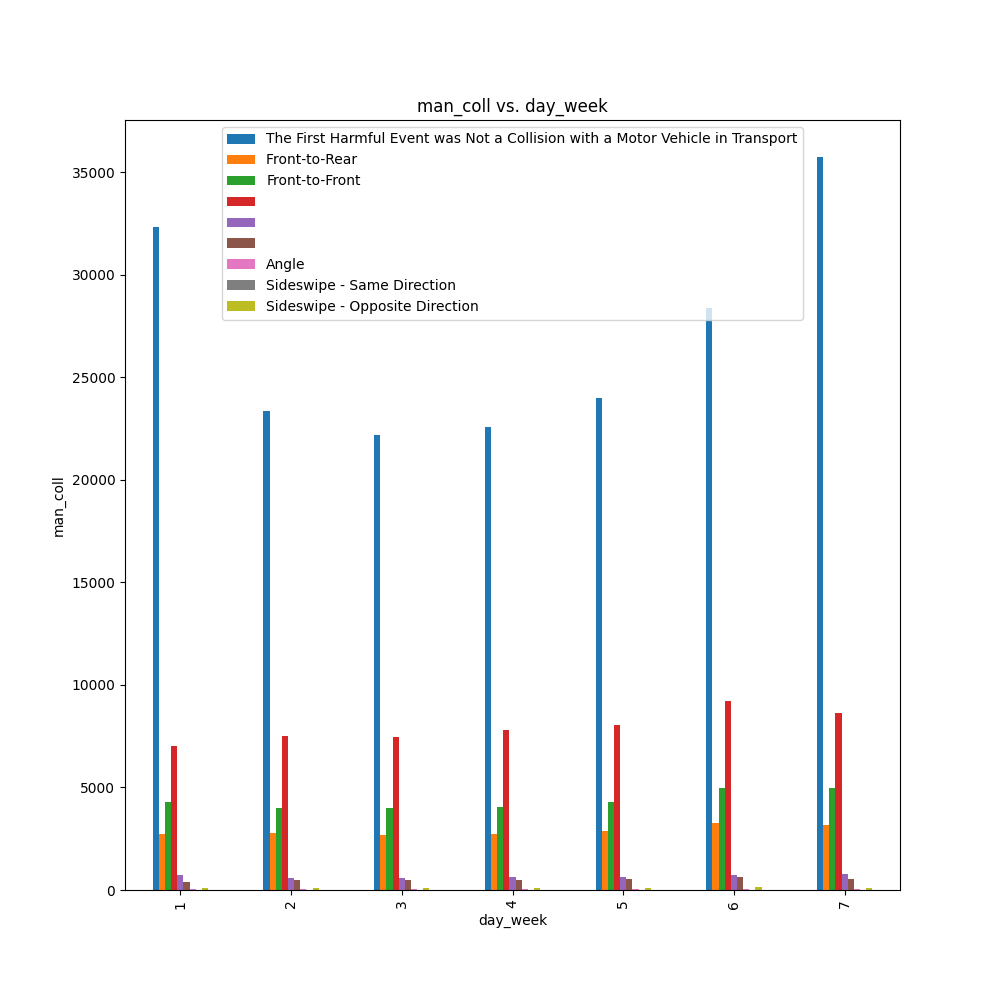 man_coll vs. day_week
The First Harmful Event was Not a Collision with a Motor Vehicle in Transport
Front-to-Rear
Front-to-Front
Angle
Sideswipe - Same Direction
Sideswipe - Opposite Direction
35000
30000
25000
20000
15000
10000
5000
0
man_coll
1
2
3
4
5
6
7
day_week